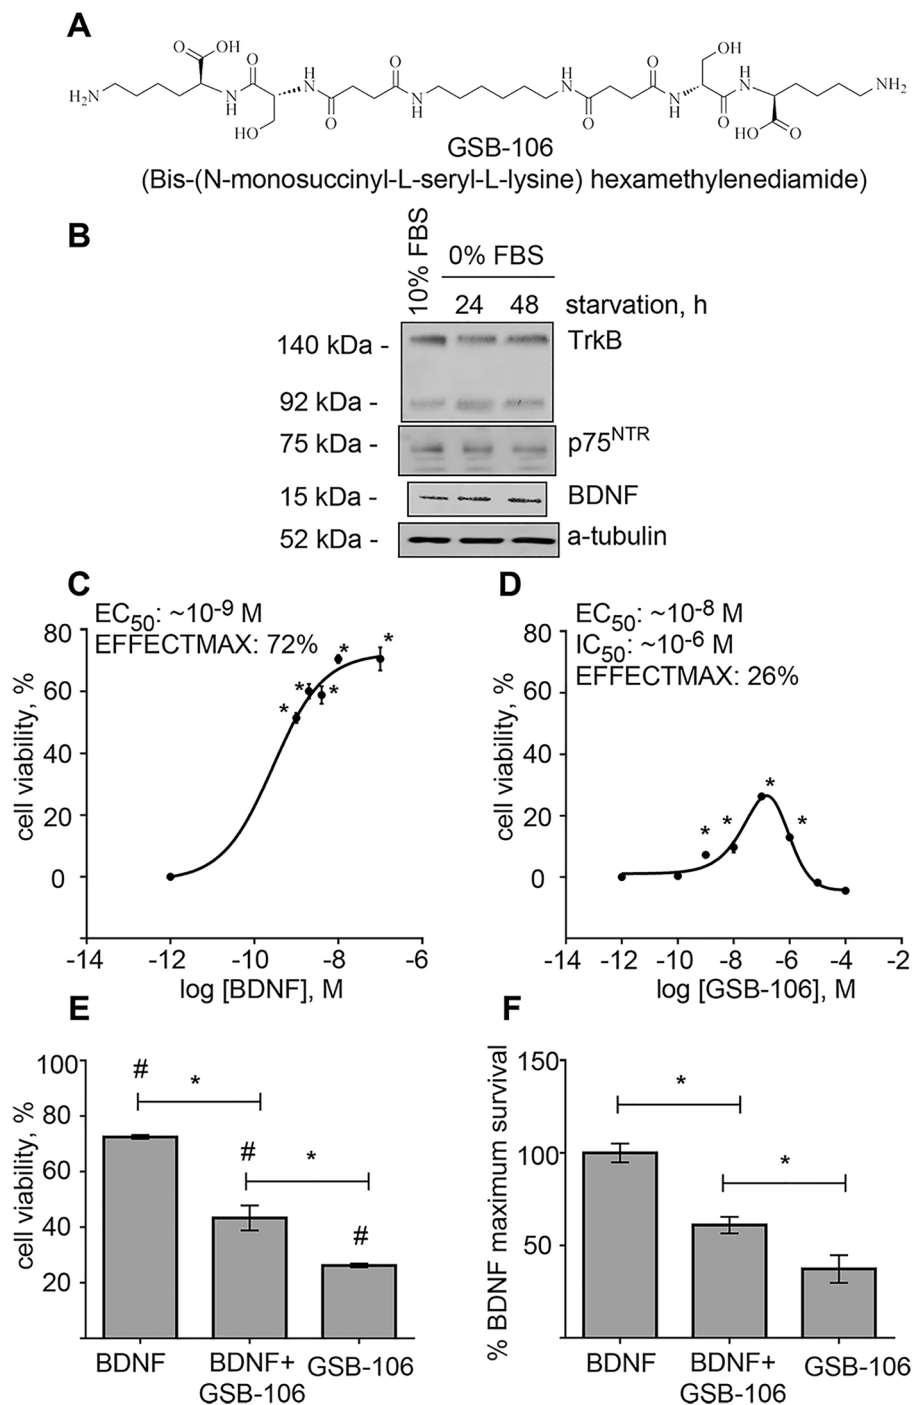 A
O
OH
O
H
N
O
OH
H
N
O
H
N
O
NH₂
H₂N
N
H
O
N
H
O
N
H
O
HO
HO
O
GSB-106
(Bis-(N-monosuccinyl-L-seryl-L-lysine) hexamethylenediamide)
B
10% FBS
0% FBS
24 48 starvation, h
140 kDa - TrkB
92 kDa -
75 kDa - p75NTR
15 kDa - BDNF
52 kDa - a-tubulin
C
EC50: ~10-9 M
EFFECTMAX: 72%
cell viability, %
80
60
40
20
0
* * * * *
-14 -12 -10 -8 -6
log [BDNF], M
D
EC50: ~10-8 M
IC50: ~10-6 M
EFFECTMAX: 26%
cell viability, %
80
60
40
20
0
* * * *
-14 -12 -10 -8 -6 -4 -2
log [GSB-106], M
E
cell viability, %
100
80
60
40
20
# * # * #
BDNF BDNF+ GSB-106
GSB-106
F
% BDNF maximum survival
150
100
50
* *
BDNF BDNF+ GSB-106
GSB-106